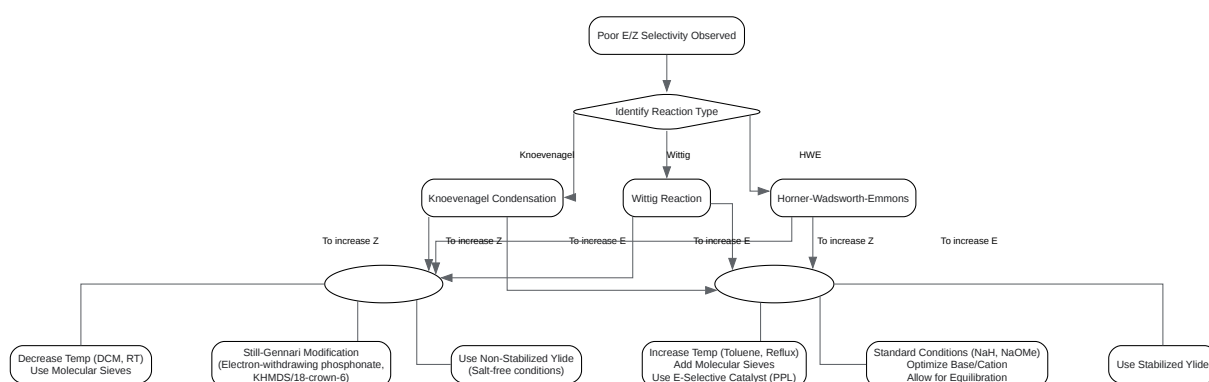 Poor E/Z Selectivity Observed
Identify Reaction Type
Knoevenagel
Wittig
HWE
Knoevenagel Condensation
Wittig Reaction
Horner-Wadsworth-Emmons
To increase Z
To increase Z
To increase E
To increase E
To increase Z
To increase E
Decrease Temp (DCM, RT)
Use Molecular Sieves
Still-Gennari Modification
(Electron-withdrawing phosphonate,
KHMDS/18-crown-6)
Use Non-Stabilized Ylide
(Salt-free conditions)
Increase Temp (Toluene, Reflux)
Add Molecular Sieves
Use E-Selective Catalyst (PPL)
Standard Conditions (NaH, NaOMe)
Optimize Base/Cation
Allow for Equilibration
Use Stabilized Ylide